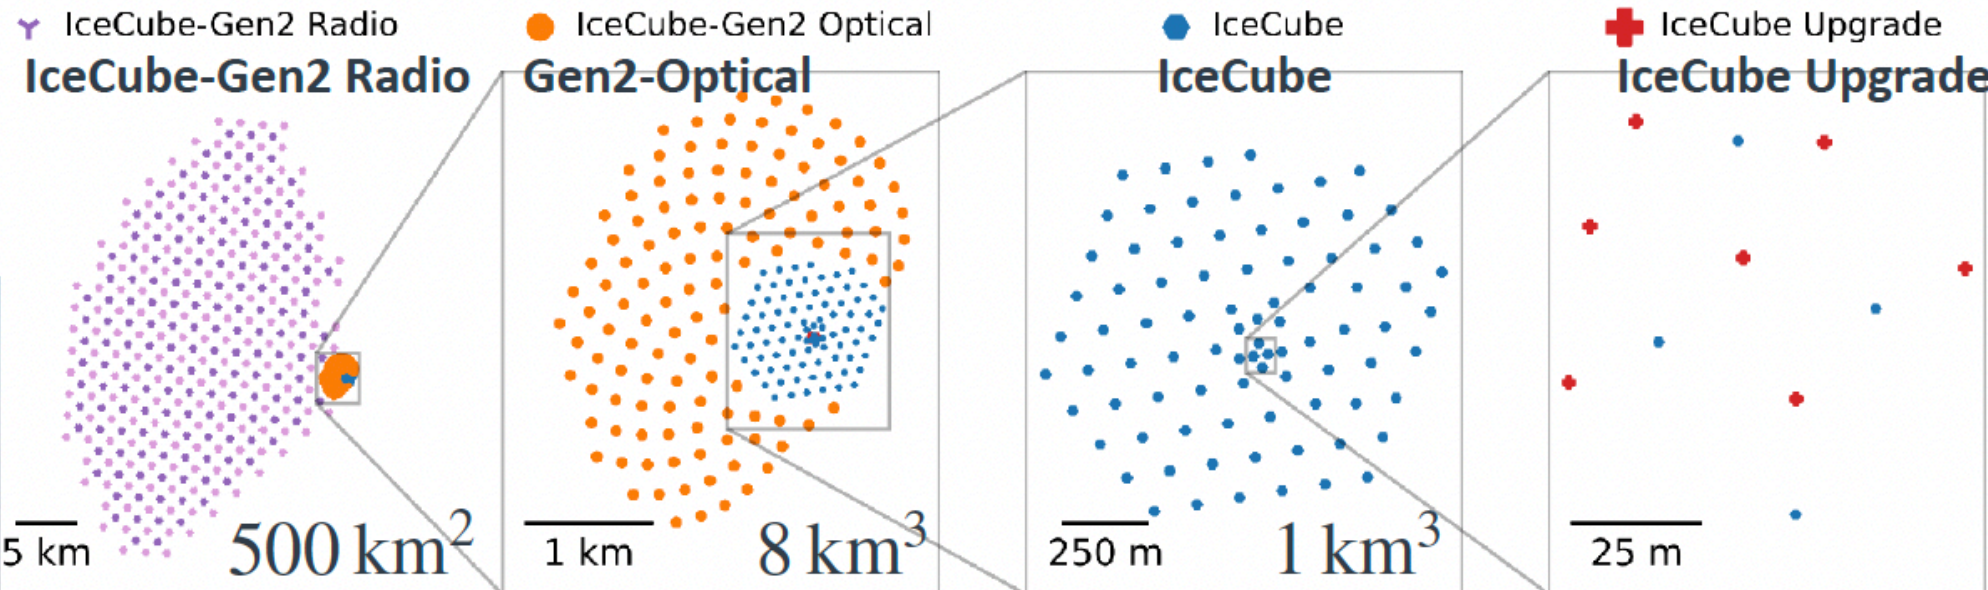 IceCube-Gen2 Radio
IceCube-Gen2 Optical
IceCube
IceCube Upgrade
IceCube-Gen2 Radio
Gen2-Optical
IceCube
IceCube Upgrade
5 km
500 km²
1 km
8 km³
250 m
1 km³
25 m